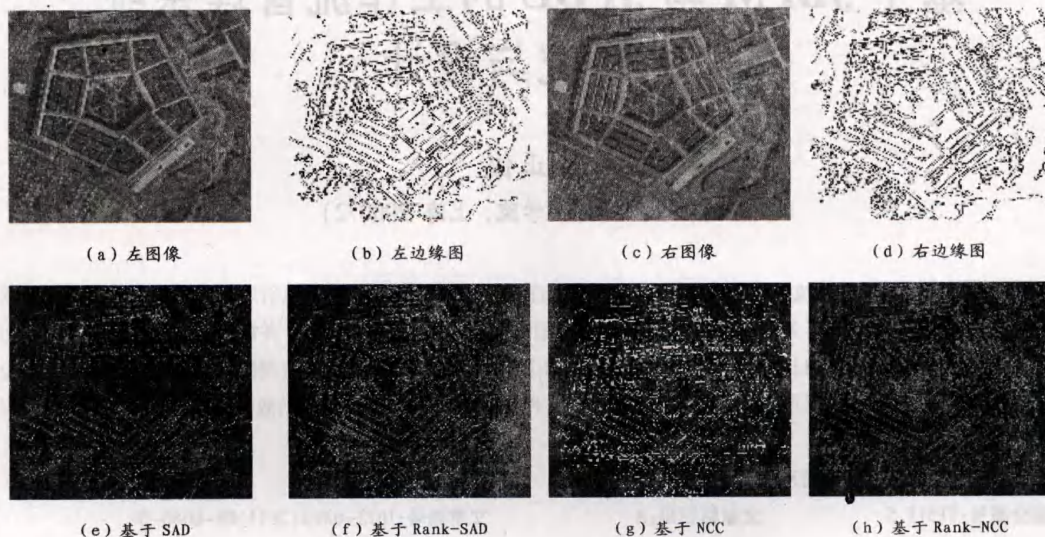 (a)左图像
(b)左边缘图
(c)右图像
(d)右边缘图
(e)基于 SAD
(f)基于 Rank-SAD
(g)基于 NCC
(h)基于 Rank-NCC